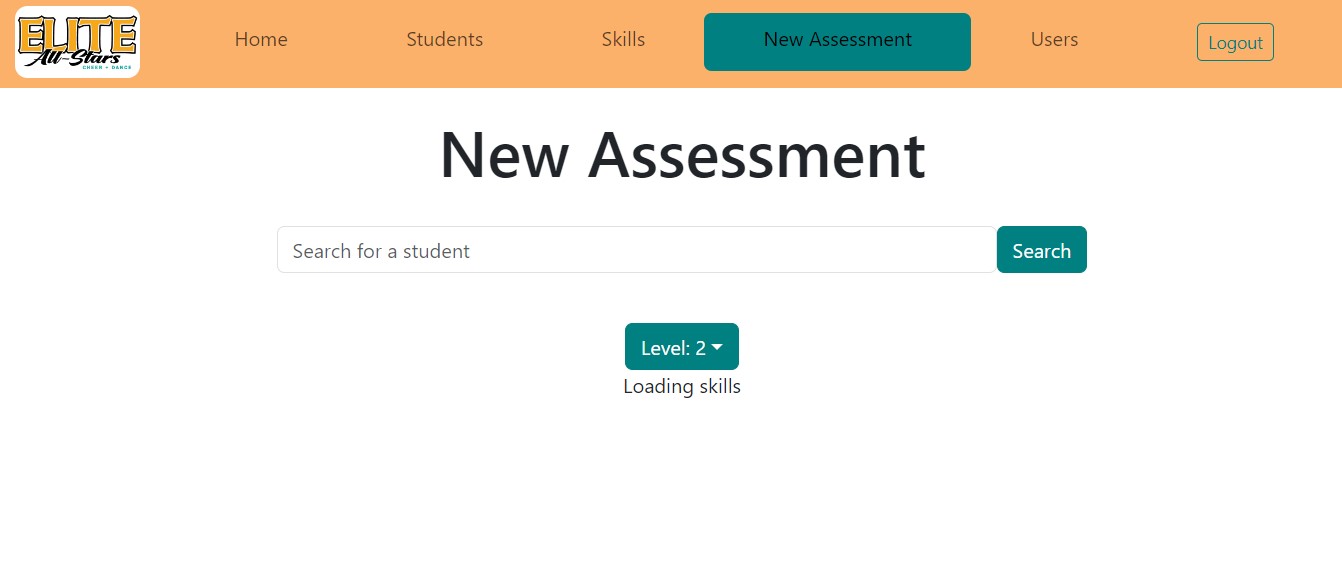 ELITE
All-Stars
CHEER + DANCE
Home
Students
Skills
New Assessment
Users
Logout
New Assessment
Search for a student
Search
Level: 2
Loading skills